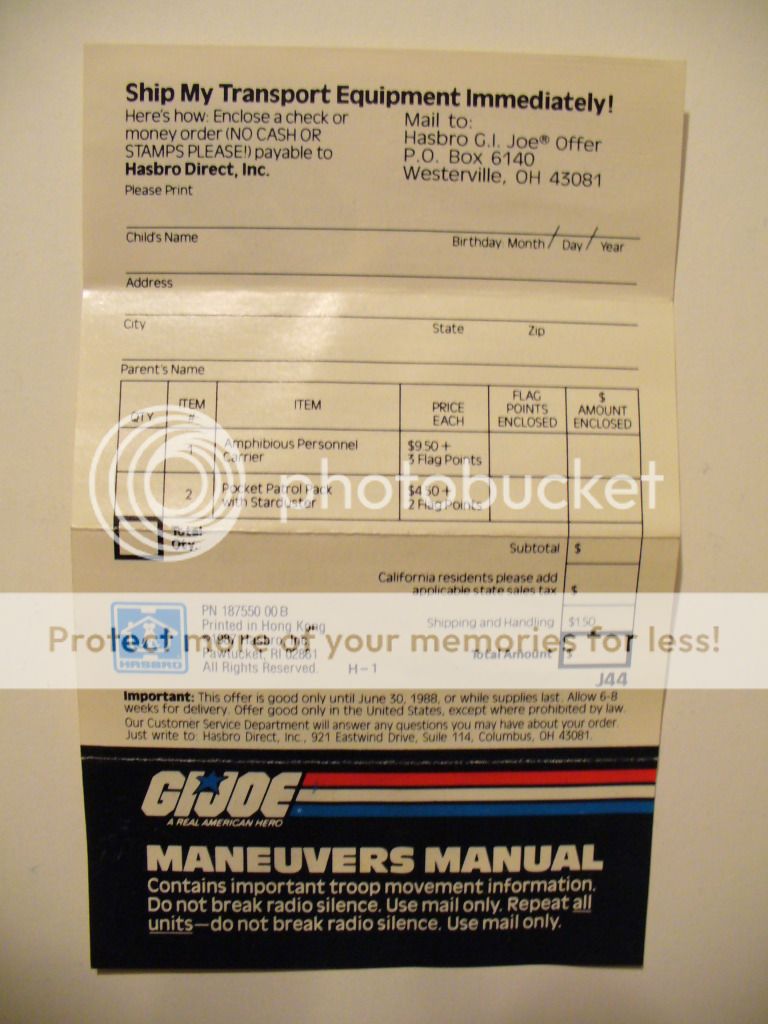 Ship My Transport Equipment Immediately!
Here's how: Enclose a check or
money order (NO CASH OR
STAMPS PLEASE!) payable to
Hasbro Direct, Inc.
Please Print
Mail to:
Hasbro G.I. Joe® Offer
P.O. Box 6140
Westerville, OH 43081
Child's Name Birthday Month / Day / Year
Address
City State Zip
Parent's Name
QTY ITEM # ITEM PRICE EACH FLAG POINTS ENCLOSED $ AMOUNT ENCLOSED
1 Amphibious Personnel Carrier $9.50 + 3 Flag Points
2 Pocket Patrol Pack with Starduster $4.50 + 2 Flag Points
Total Qty.
Subtotal $
California residents please add
applicable state sales tax $
Shipping and Handling $1.50
Total Amount $
J44
HASBRO
PN 187550 00 B
Printed in Hong Kong
1987 Hasbro, Inc.
Pawtucket, RI 02861
All Rights Reserved. H-1
photobucket
Protect more of your memories for less!
Important: This offer is good only until June 30, 1988, or while supplies last. Allow 6-8
weeks for delivery. Offer good only in the United States, except where prohibited by law.
Our Customer Service Department will answer any questions you may have about your order.
Just write to: Hasbro Direct, Inc., 921 Eastwind Drive, Suite 114, Columbus, OH 43081.
GI JOE
A REAL AMERICAN HERO
MANEUVERS MANUAL
Contains important troop movement information.
Do not break radio silence. Use mail only. Repeat all
units—do not break radio silence. Use mail only.